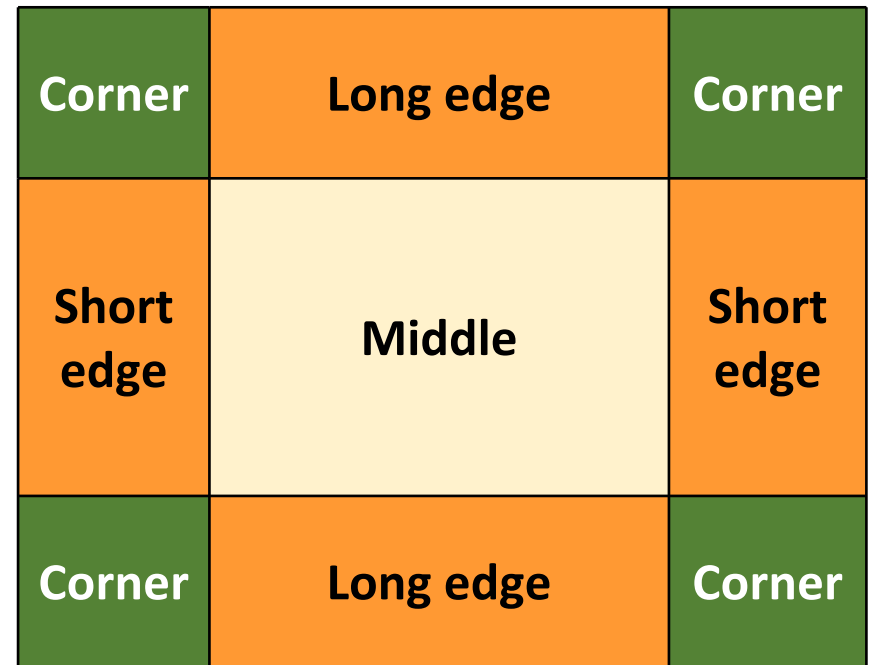 Corner
Long edge
Corner
Short
edge
Middle
Short
edge
Corner
Long edge
Corner